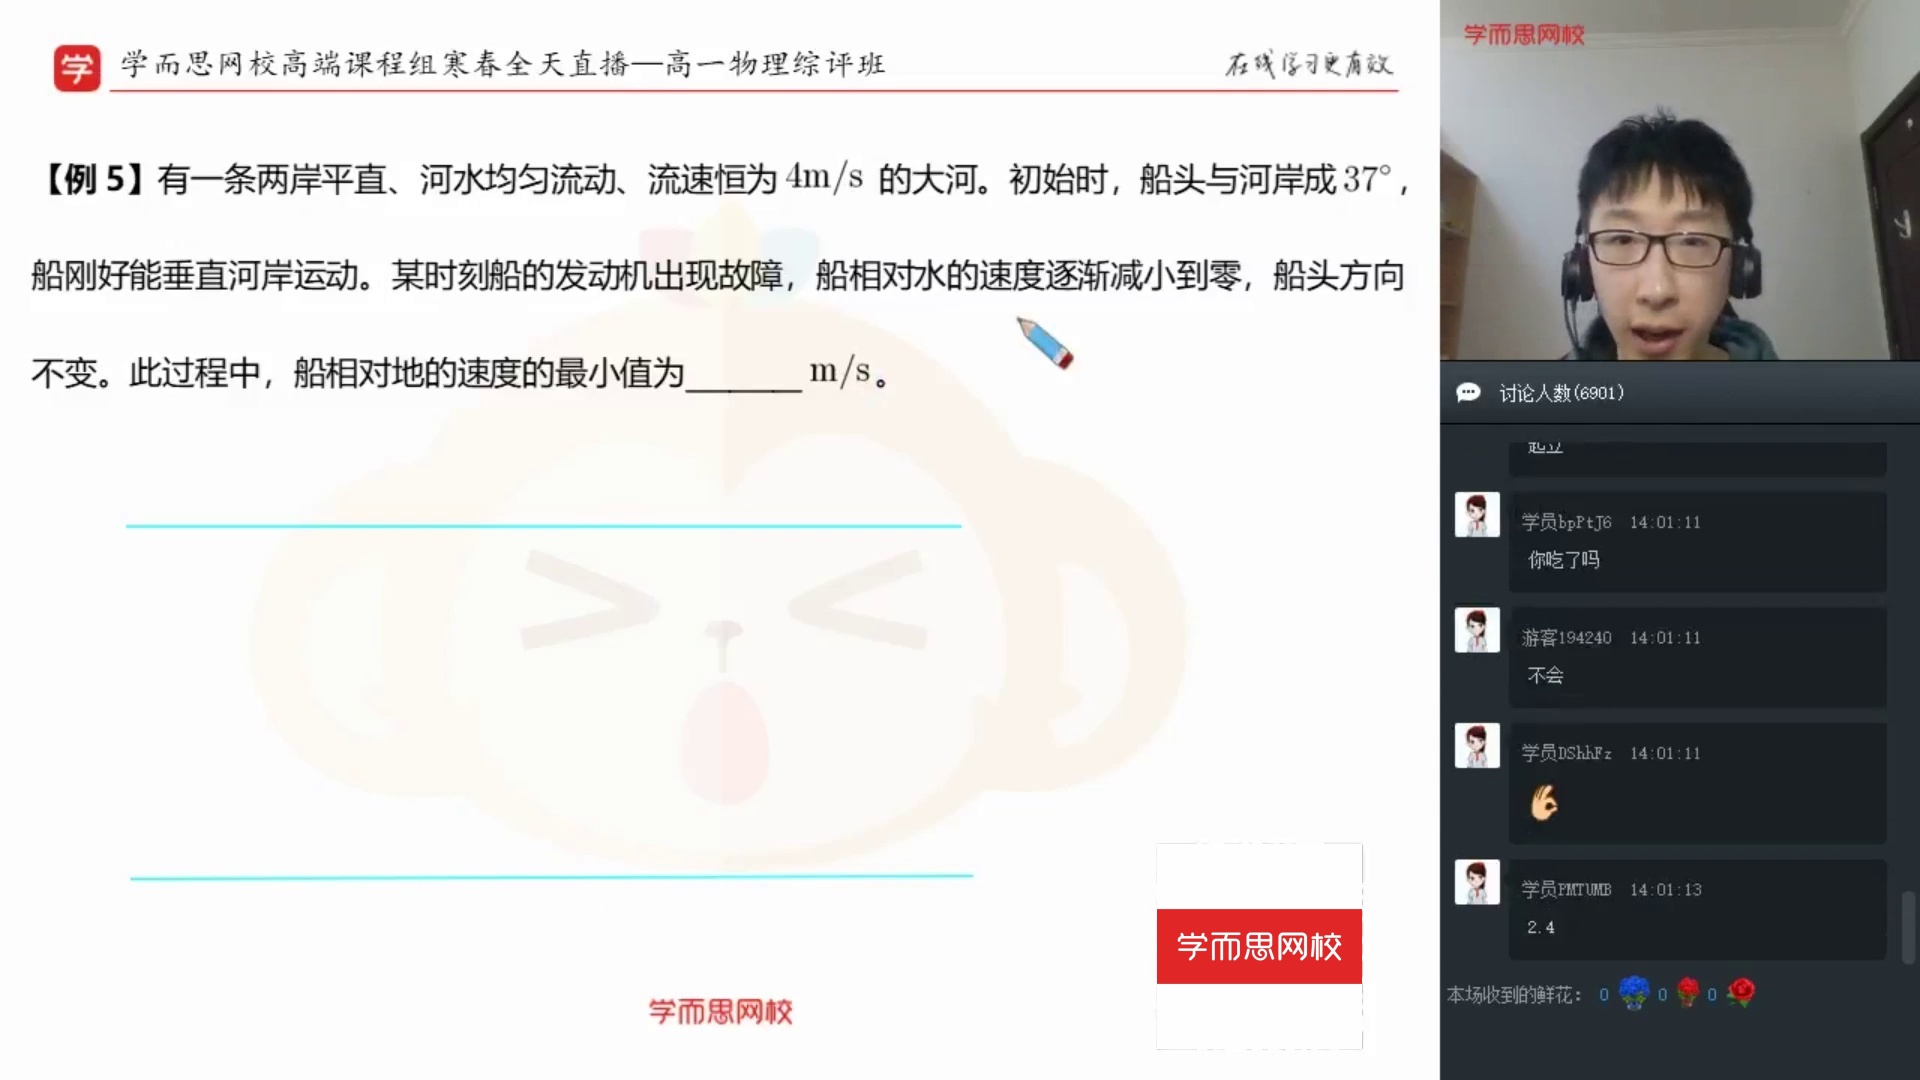 学 学而思网校高端课程组寒春全天直播—高一物理综评班
在线学习更有效
【例 5】有一条两岸平直、河水均匀流动、流速恒为 4m/s 的大河。初始时，船头与河岸成 37°，
船刚好能垂直河岸运动。某时刻船的发动机出现故障，船相对水的速度逐渐减小到零，船头方向
不变。此过程中，船相对地的速度的最小值为______ m/s。
学而思网校
学而思网校
学而思网校
讨论人数(6901)
起立
学员bpPtJ6 14:01:11
你吃了吗
游客194240 14:01:11
不会
学员DShhFz 14:01:11
学员PMTUMB 14:01:13
2.4
本场收到的鲜花： 0 0 0